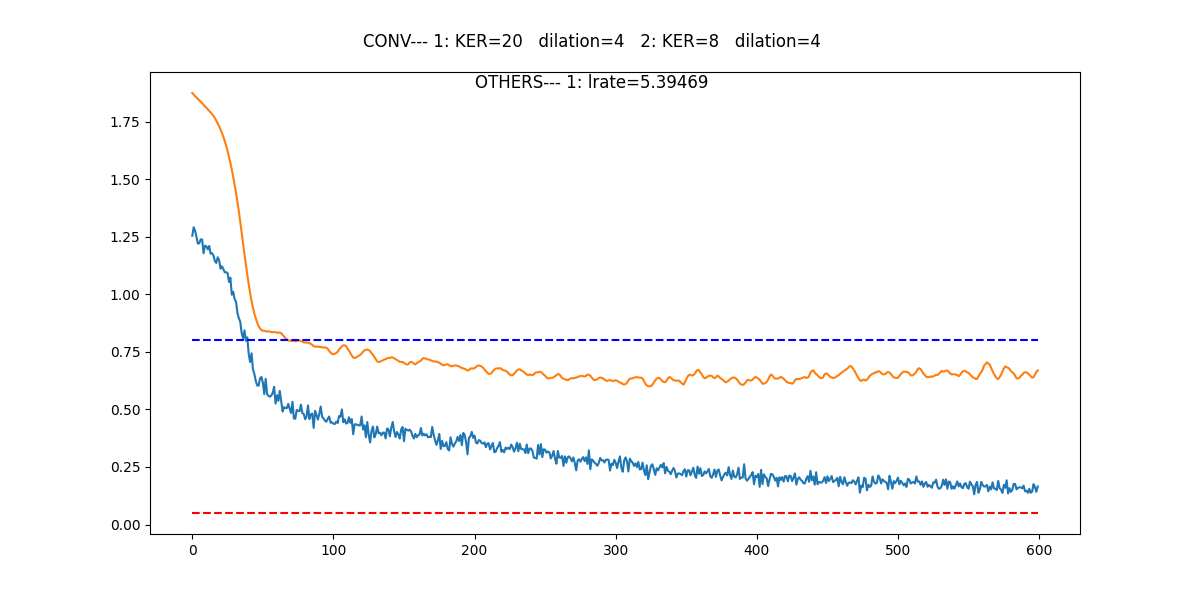 CONV--- 1: KER=20   dilation=4   2: KER=8   dilation=4
OTHERS--- 1: lrate=5.39469
1.75
1.50
1.25
1.00
0.75
0.50
0.25
0.00
0 100 200 300 400 500 600